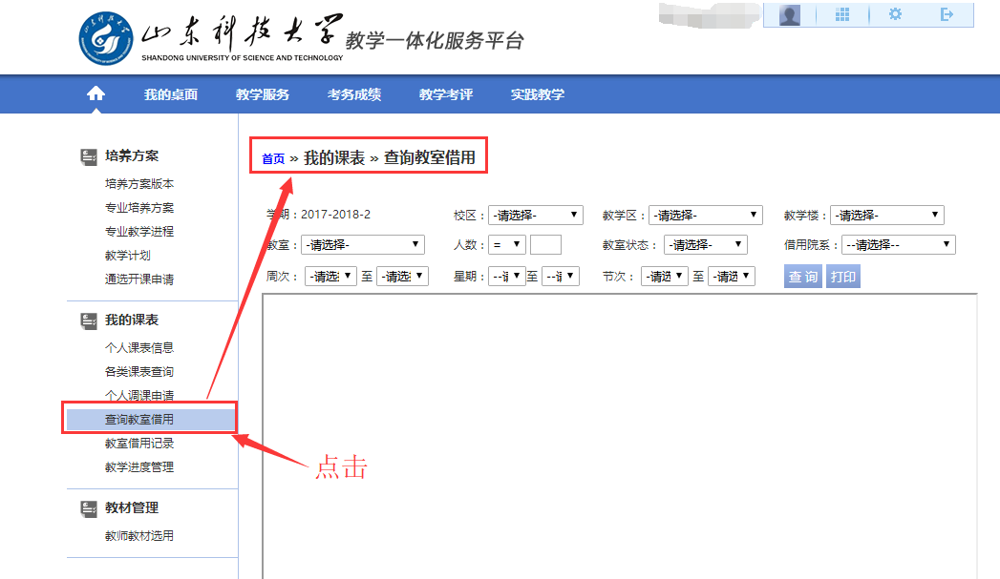 山东科技大学 教学一体化服务平台
SHANDONG UNIVERSITY OF SCIENCE AND TECHNOLOGY
我的桌面 教学服务 考务成绩 教学考评 实践教学
培养方案
培养方案版本
专业培养方案
专业教学进程
教学计划
通选开课申请
我的课表
个人课表信息
各类课表查询
个人调课申请
查询教室借用
教室借用记录
教学进度管理
教材管理
教师教材选用
首页 » 我的课表 » 查询教室借用
学期：2017-2018-2 校区：-请选择- 教学区：-请选择- 教学楼：-请选择-
教室：-请选择- 人数：= 教室状态：-请选择- 借用院系：--请选择--
周次：-请选 至 -请选 星期：--请 至 --请 节次：-请选 至 -请选 查询 打印
点击